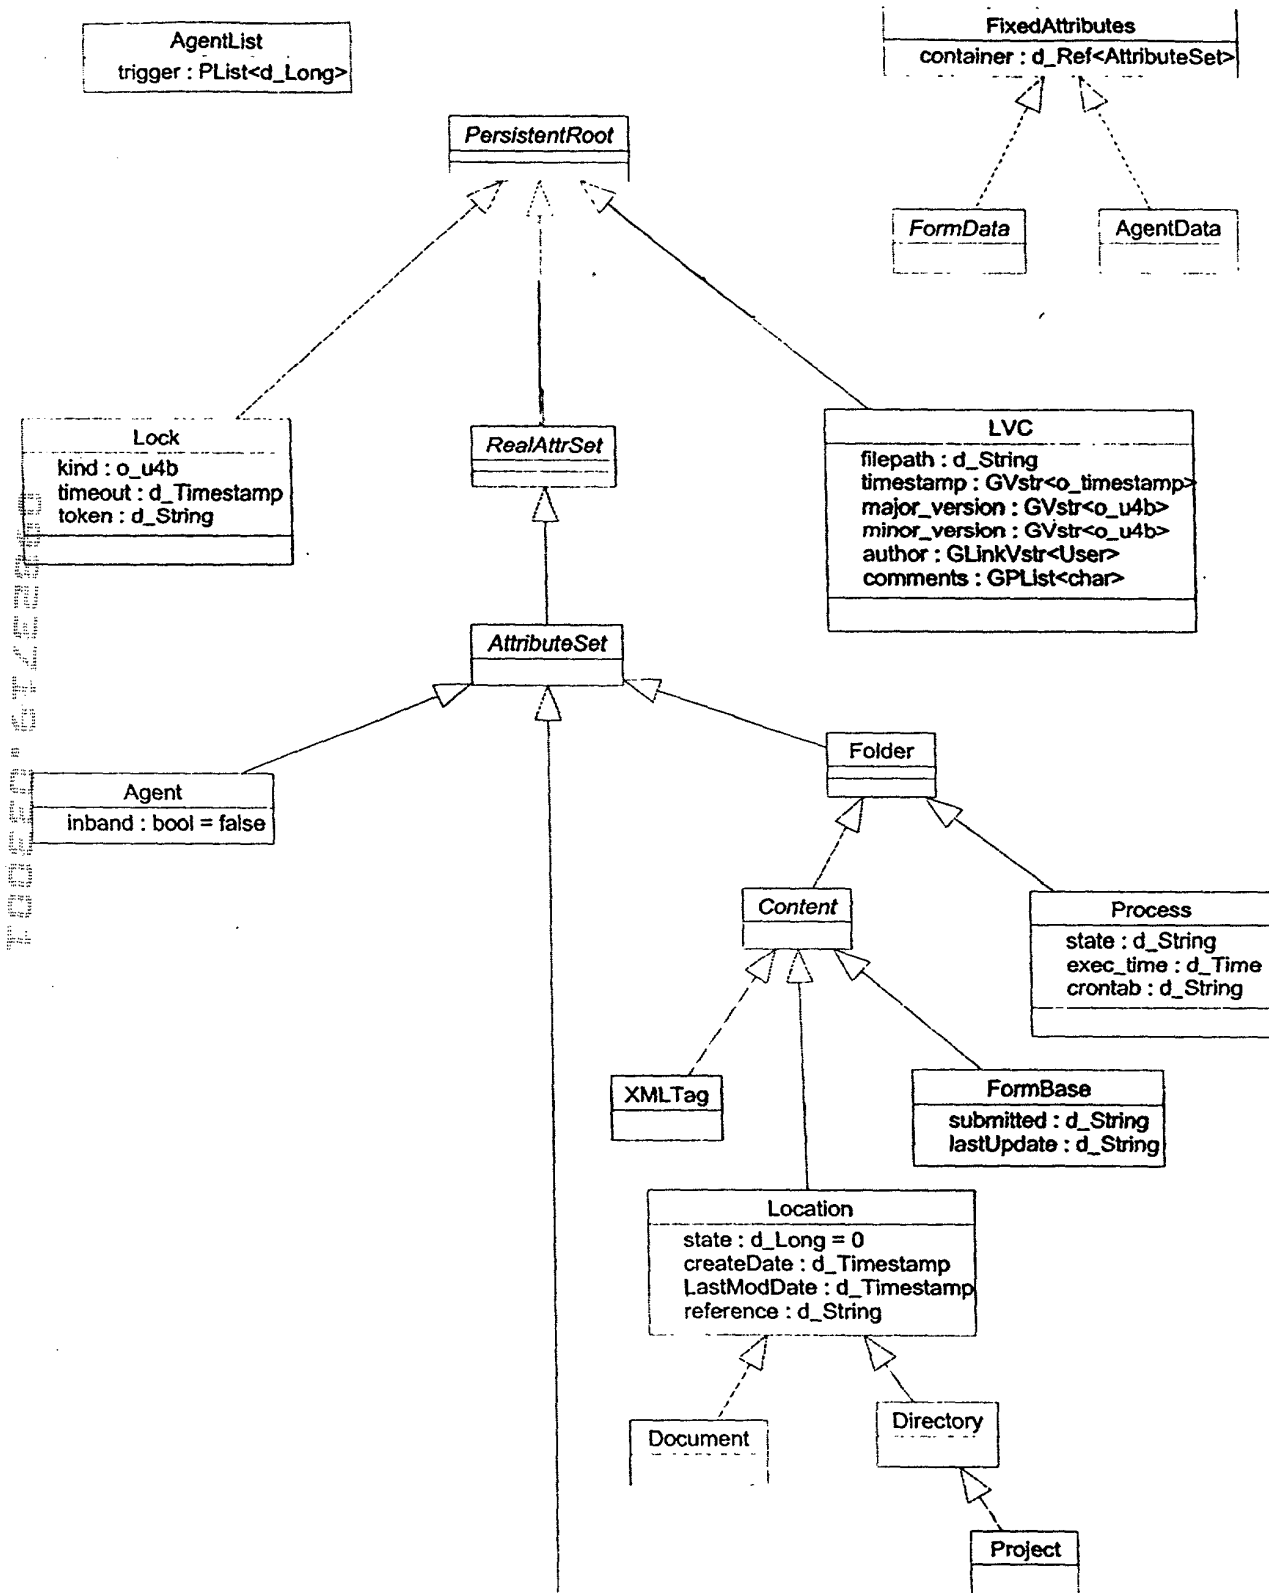 AgentList
trigger : PList<d_Long>
FixedAttributes
container : d_Ref<AttributeSet>
PersistentRoot
FormData
AgentData
Lock
kind : o_u4b
timeout : d_Timestamp
token : d_String
RealAttrSet
LVC
filepath : d_String
timestamp : GVstr<o_timestamp>
major_version : GVstr<o_u4b>
minor_version : GVstr<o_u4b>
author : GLinkVstr<User>
comments : GPList<char>
AttributeSet
Agent
inband : bool = false
Folder
Content
Process
state : d_String
exec_time : d_Time
crontab : d_String
XMLTag
FormBase
submitted : d_String
lastUpdate : d_String
Location
state : d_Long = 0
createDate : d_Timestamp
LastModDate : d_Timestamp
reference : d_String
Document
Directory
Project